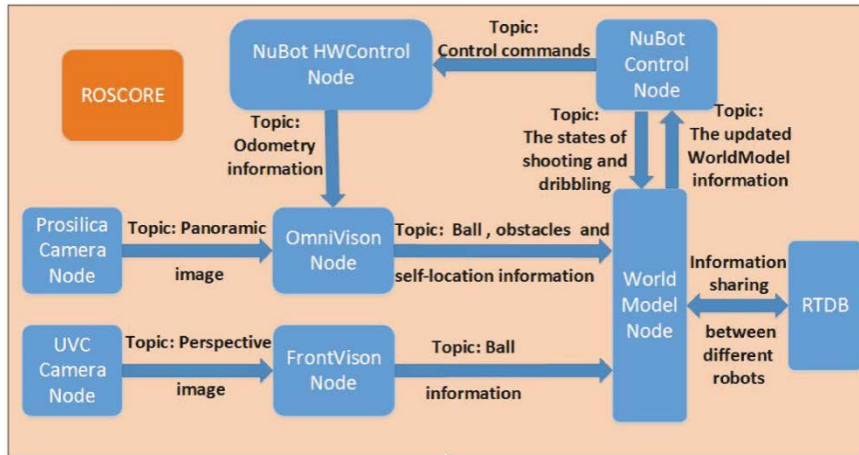 ROSCORE
NuBot HWControl
Node
Topic:
Control commands
NuBot
Control
Node
Topic:
Odometry
information
Topic:
The states of
shooting and
dribbling
Topic:
The updated
WorldModel
information
Prosilica
Camera
Node
Topic: Panoramic
image
OmniVison
Node
Topic: Ball , obstacles and
self-location information
World
Model
Node
Information
sharing
between
different
robots
RTDB
UVC
Camera
Node
Topic: Perspective
image
FrontVison
Node
Topic: Ball
information